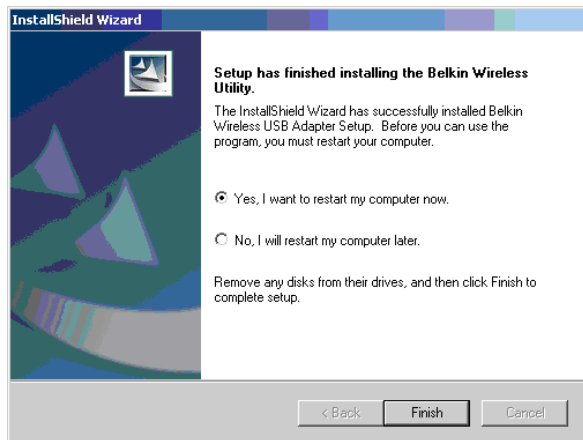 InstallShield Wizard
Setup has finished installing the Belkin Wireless
Utility.
The InstallShield Wizard has successfully installed Belkin
Wireless USB Adapter Setup. Before you can use the
program, you must restart your computer.
Yes, I want to restart my computer now.
No, I will restart my computer later.
Remove any disks from their drives, and then click Finish to
complete setup.
< Back Finish Cancel